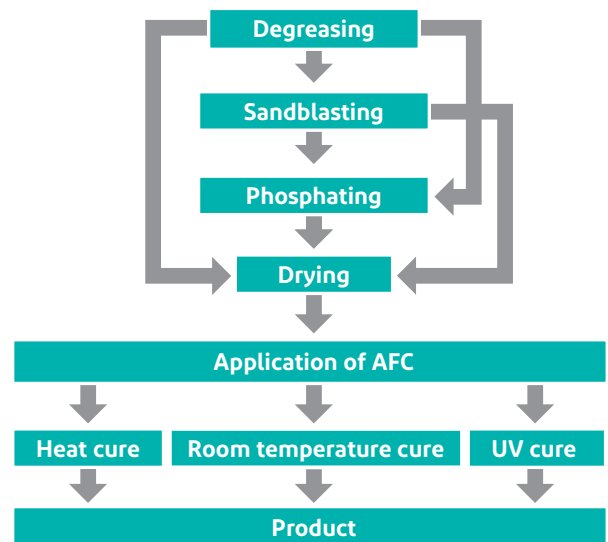 Degreasing
Sandblasting
Phosphating
Drying
Application of AFC
Heat cure
Room temperature cure
UV cure
Product